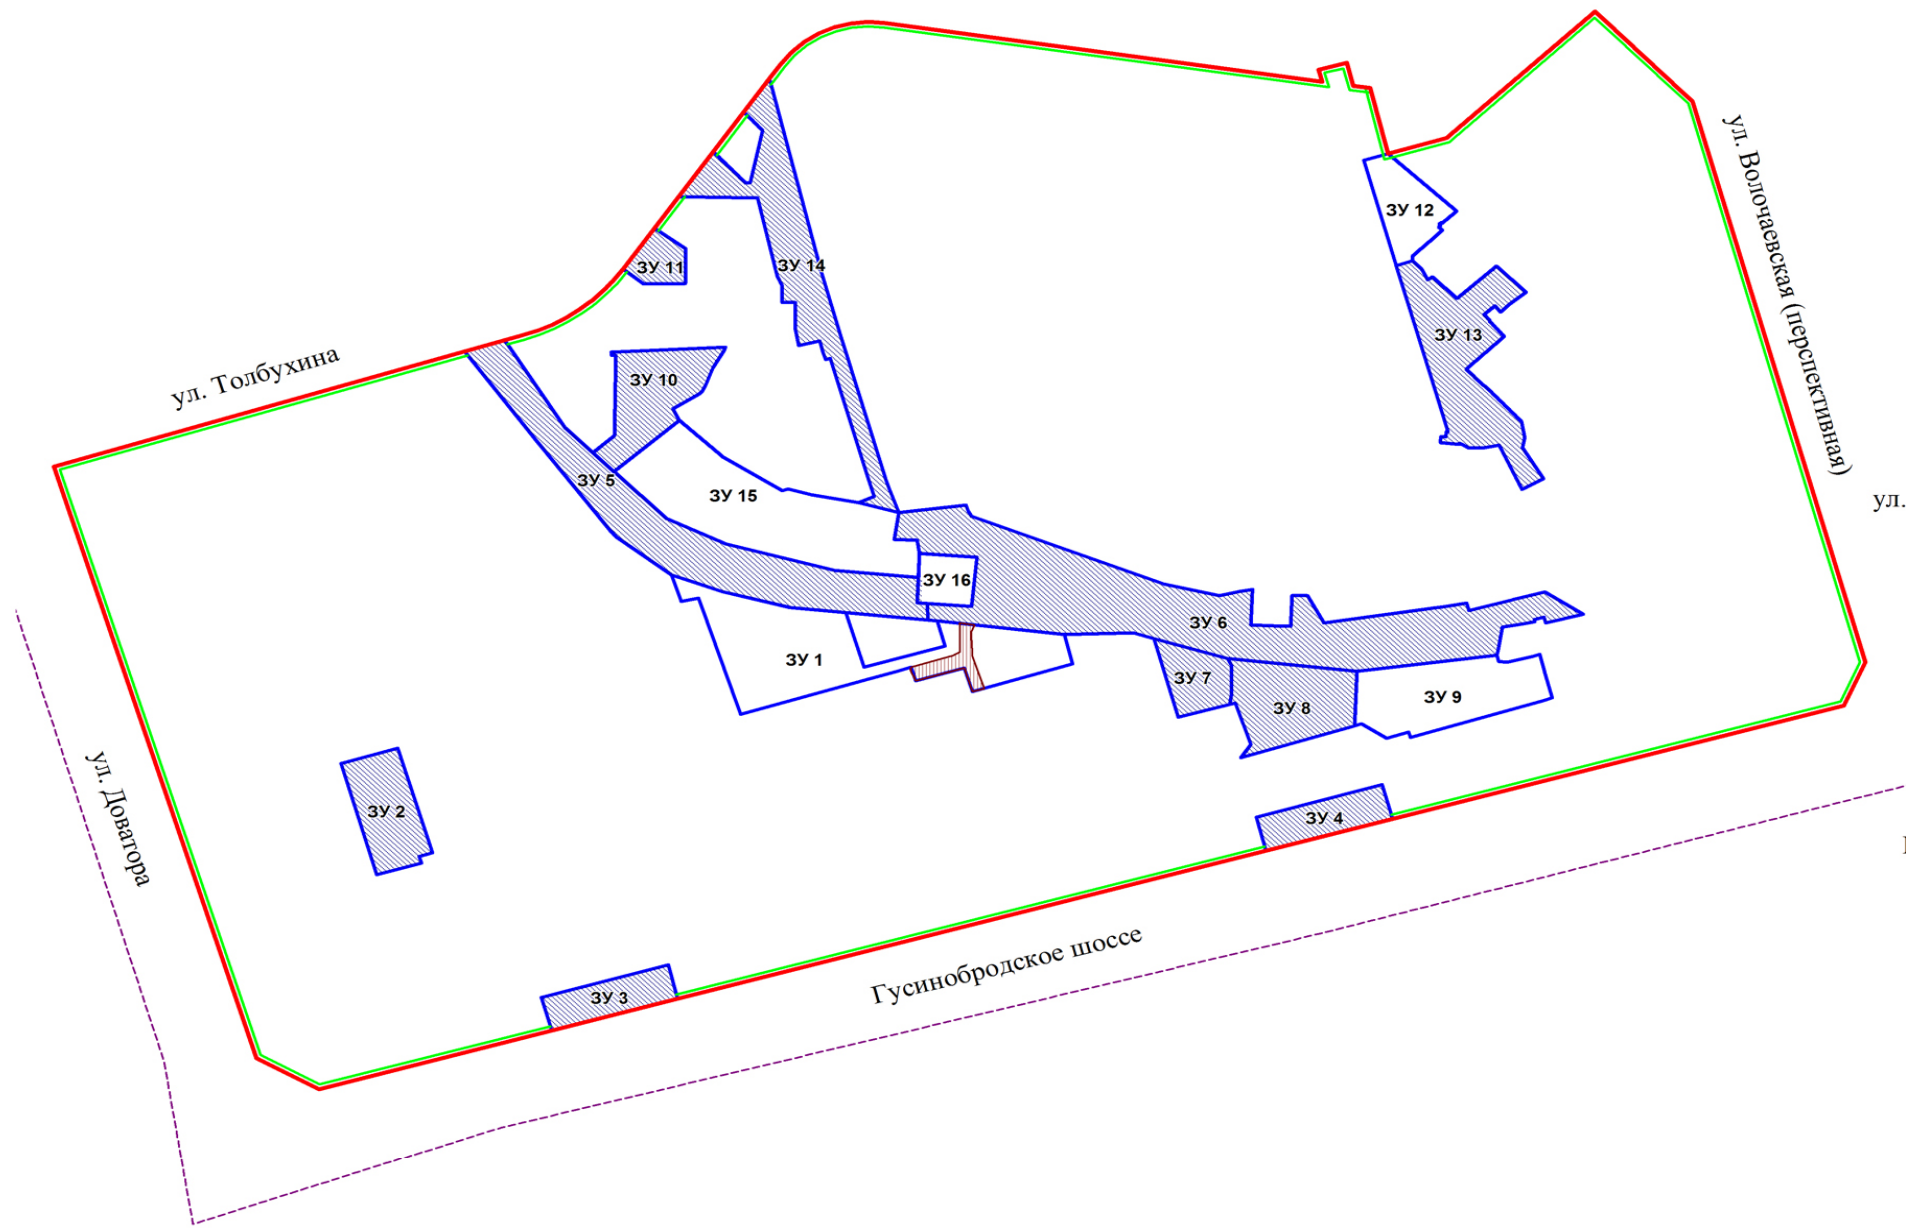 ул. Волочаевская (перспективная)
ЗУ 12
ЗУ 11
ЗУ 14
ЗУ 13
ул. Толбухина
ЗУ 10
ЗУ 5
ЗУ 15
ул.
ЗУ 16
ЗУ 6
ЗУ 1
ЗУ 7
ЗУ 8
ЗУ 9
ул. Доватора
ЗУ 2
ЗУ 4
Гусинобродское шоссе
ЗУ 3